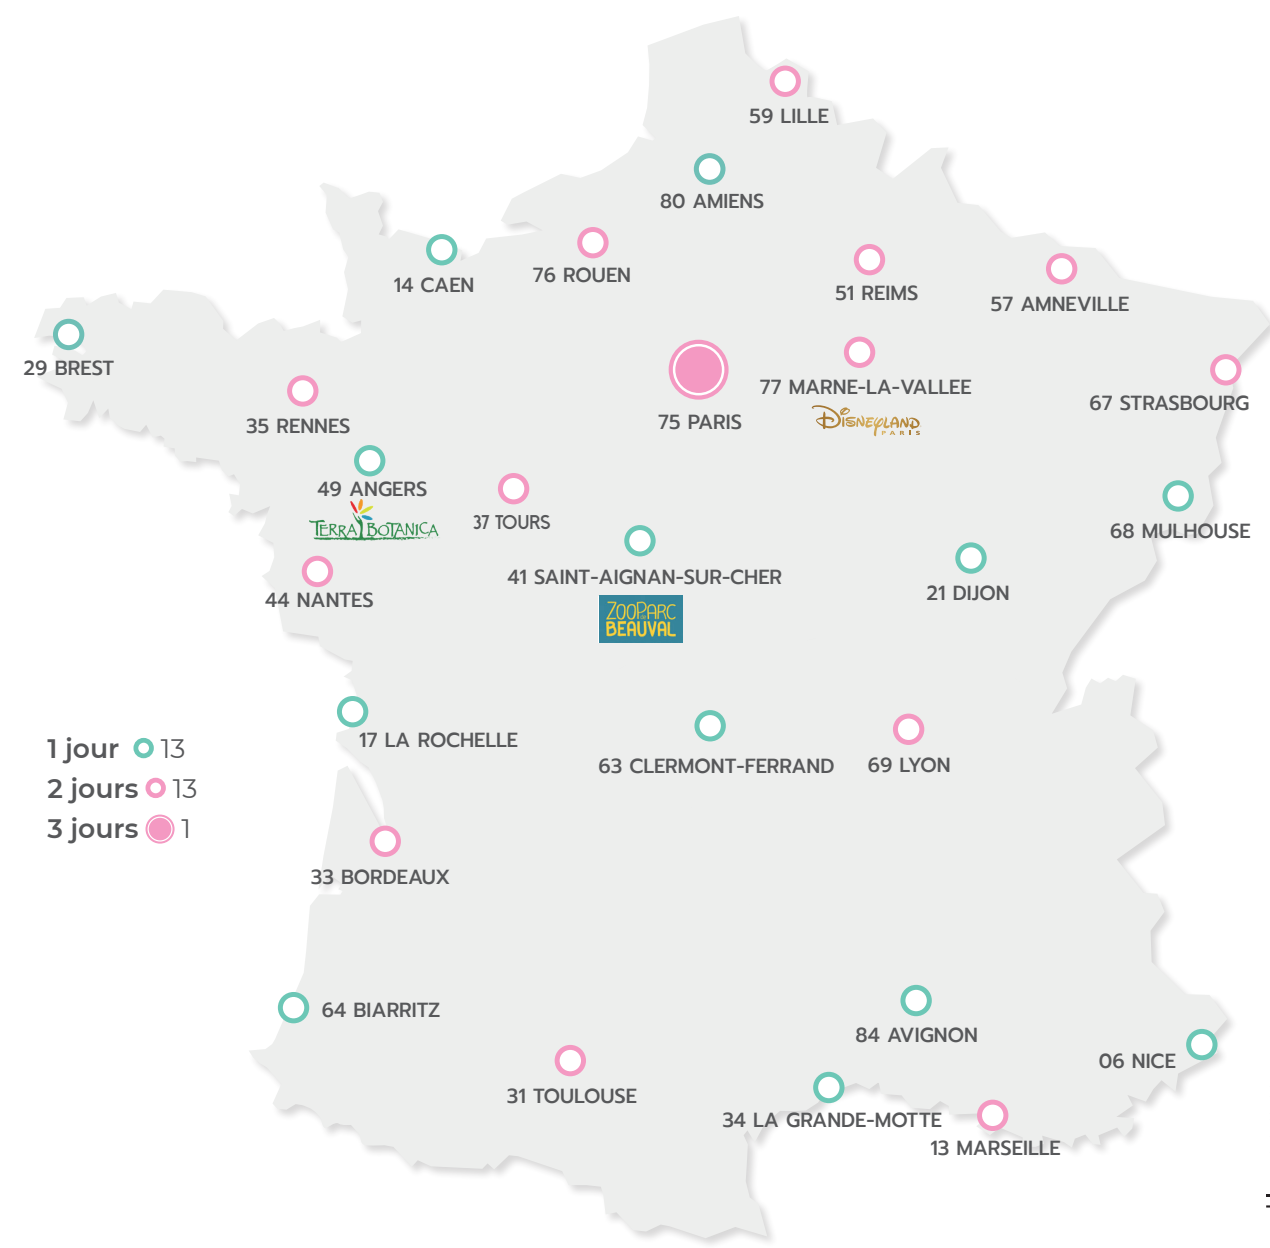 59 LILLE
80 AMIENS
14 CAEN
76 ROUEN
51 REIMS
57 AMNEVILLE
29 BREST
35 RENNES
75 PARIS
77 MARNE-LA-VALLEE
DISNEYLAND
PARIS
67 STRASBOURG
49 ANGERS
TERRA BOTANICA
37 TOURS
68 MULHOUSE
41 SAINT-AIGNAN-SUR-CHER
ZOOPARC
BEAUVAL
21 DIJON
44 NANTES
17 LA ROCHELLE
63 CLERMONT-FERRAND
69 LYON
1 jour 13
2 jours 13
3 jours 1
33 BORDEAUX
64 BIARRITZ
84 AVIGNON
06 NICE
31 TOULOUSE
34 LA GRANDE-MOTTE
13 MARSEILLE